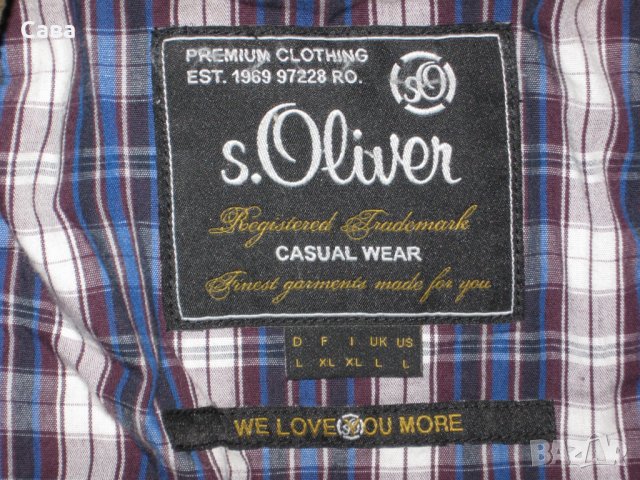 Сава
PREMIUM CLOTHING
EST. 1969 97228 RO.
sO
s.Oliver
Registered Trademark
CASUAL WEAR
Finest garments made for you
D F I UK US
L XL XL L L
WE LOVE YOU MORE
BAZAR